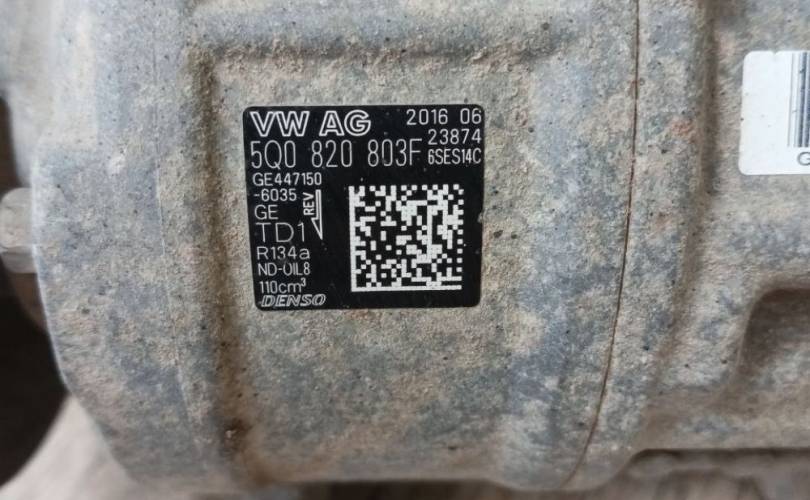 VW AG 2016 06
23874
5Q0 820 803F 6SES14C
GE447150
-6035
REV
GE
TD1
R134a
ND-OIL8
110cm³
DENSO
G